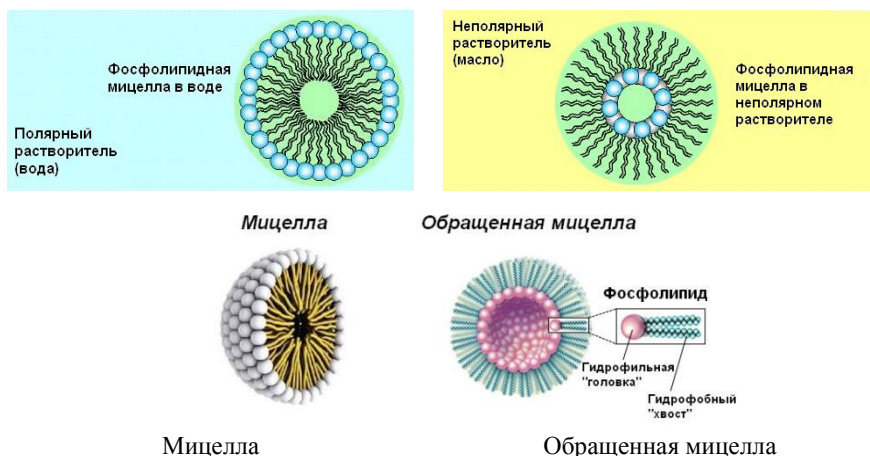 Фосфолипидная
мицелла в воде
Полярный
растворитель
(вода)
Неполярный
растворитель
(масло)
Фосфолипидная
мицелла в
неполярном
растворителе
Мицелла
Обращенная мицелла
Фосфолипид
Гидрофильная
"головка"
Гидрофобный
"хвост"
Мицелла
Обращенная мицелла